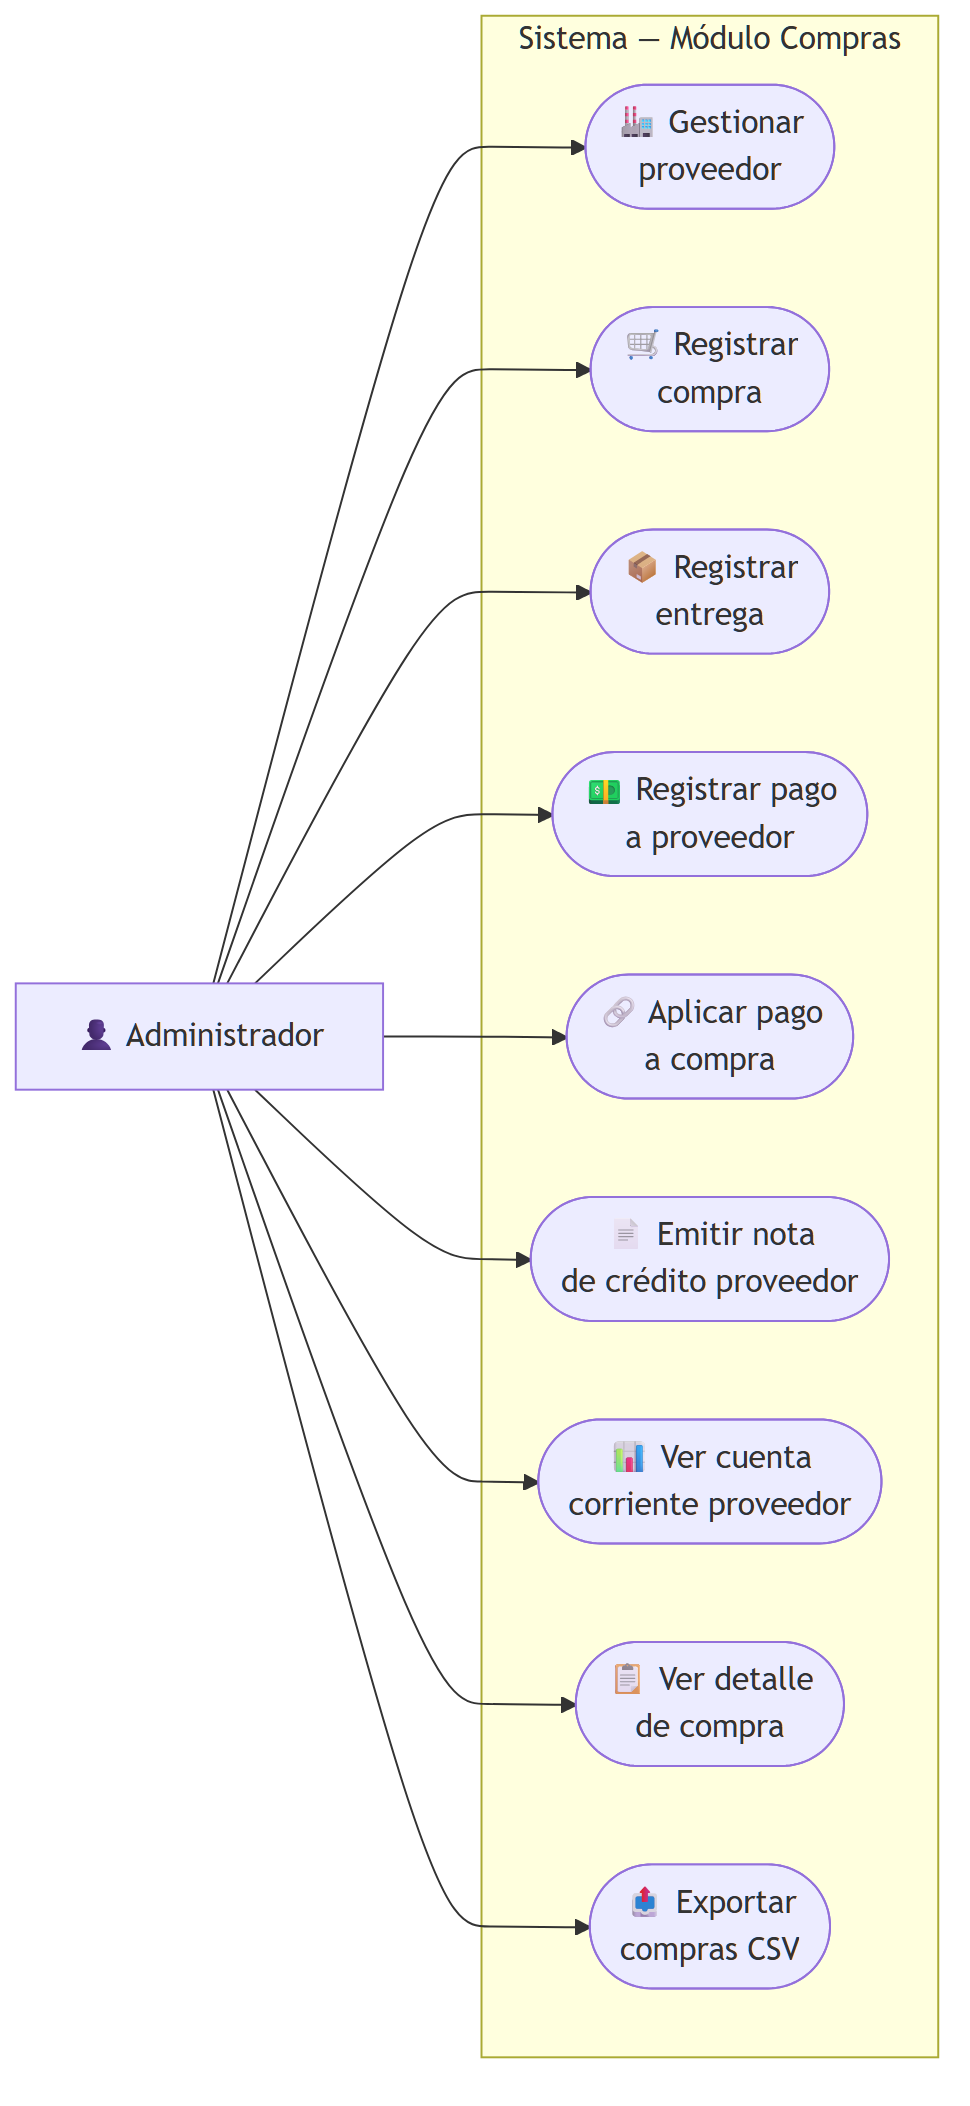 Sistema — Módulo Compras
Gestionar
proveedor
Registrar
compra
Registrar
entrega
Registrar pago
a proveedor
Administrador
Aplicar pago
a compra
Emitir nota
de crédito proveedor
Ver cuenta
corriente proveedor
Ver detalle
de compra
Exportar
compras CSV